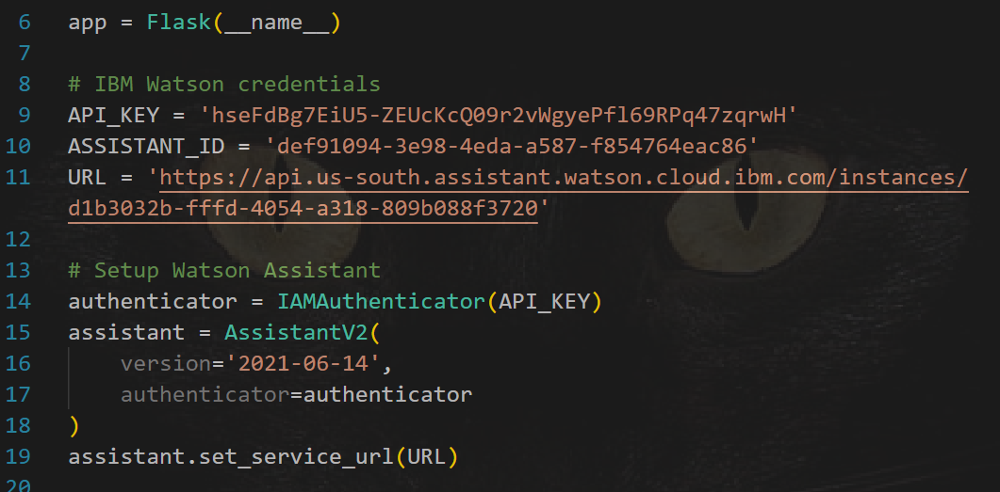 6 app = Flask(__name__)
7
8 # IBM Watson credentials
9 API_KEY = 'hseFdBg7EiU5-ZEUcKcQ09r2vWgyePfl69RPq47zqrwH'
10 ASSISTANT_ID = 'def91094-3e98-4eda-a587-f854764eac86'
11 URL = 'https://api.us-south.assistant.watson.cloud.ibm.com/instances/
d1b3032b-fffd-4054-a318-809b088f3720'
12
13 # Setup Watson Assistant
14 authenticator = IAMAuthenticator(API_KEY)
15 assistant = AssistantV2(
16     version='2021-06-14',
17     authenticator=authenticator
18 )
19 assistant.set_service_url(URL)
20